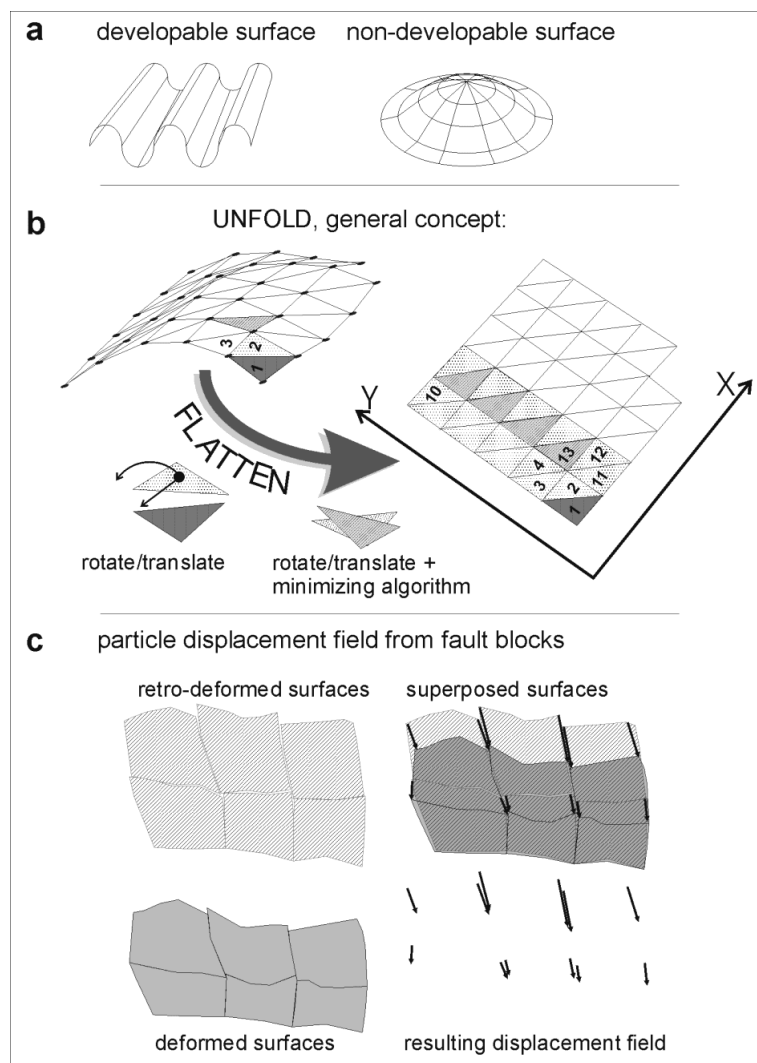 a
developable surface
non-developable surface
b
UNFOLD, general concept:
3
2
1
FLATTEN
rotate/translate
rotate/translate +
minimizing algorithm
Y
X
10
4
13
12
3
2
11
1
c
particle displacement field from fault blocks
retro-deformed surfaces
superposed surfaces
deformed surfaces
resulting displacement field